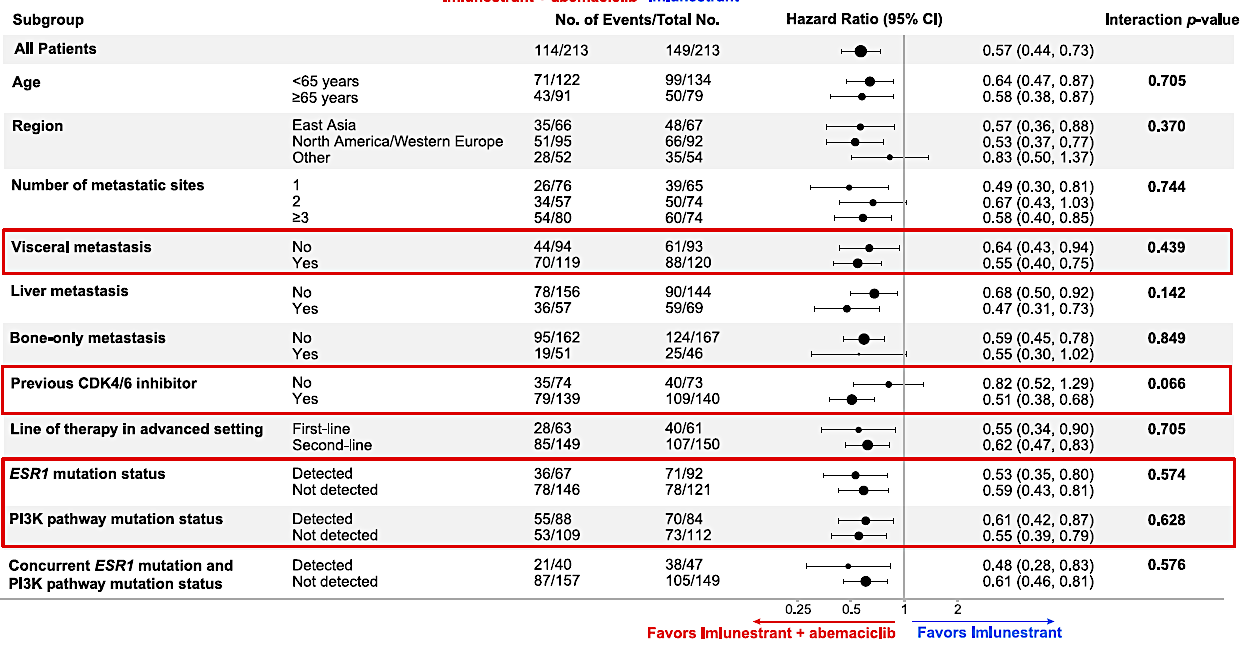 Imlunestrant + abemaciclib Imlunestrant
Subgroup No. of Events/Total No. Hazard Ratio (95% CI) Interaction p-value
All Patients 114/213 149/213 0.57 (0.44, 0.73)
Age <65 years 71/122 99/134 0.64 (0.47, 0.87) 0.705
≥65 years 43/91 50/79 0.58 (0.38, 0.87)
Region East Asia 35/66 48/67 0.57 (0.36, 0.88) 0.370
North America/Western Europe 51/95 66/92 0.53 (0.37, 0.77)
Other 28/52 35/54 0.83 (0.50, 1.37)
Number of metastatic sites 1 26/76 39/65 0.49 (0.30, 0.81) 0.744
2 34/57 50/74 0.67 (0.43, 1.03)
≥3 54/80 60/74 0.58 (0.40, 0.85)
Visceral metastasis No 44/94 61/93 0.64 (0.43, 0.94) 0.439
Yes 70/119 88/120 0.55 (0.40, 0.75)
Liver metastasis No 78/156 90/144 0.68 (0.50, 0.92) 0.142
Yes 36/57 59/69 0.47 (0.31, 0.73)
Bone-only metastasis No 95/162 124/167 0.59 (0.45, 0.78) 0.849
Yes 19/51 25/46 0.55 (0.30, 1.02)
Previous CDK4/6 inhibitor No 35/74 40/73 0.82 (0.52, 1.29) 0.066
Yes 79/139 109/140 0.51 (0.38, 0.68)
Line of therapy in advanced setting First-line 28/63 40/61 0.55 (0.34, 0.90) 0.705
Second-line 85/149 107/150 0.62 (0.47, 0.83)
ESR1 mutation status Detected 36/67 71/92 0.53 (0.35, 0.80) 0.574
Not detected 78/146 78/121 0.59 (0.43, 0.81)
PI3K pathway mutation status Detected 55/88 70/84 0.61 (0.42, 0.87) 0.628
Not detected 53/109 73/112 0.55 (0.39, 0.79)
Concurrent ESR1 mutation and Detected 21/40 38/47 0.48 (0.28, 0.83) 0.576
PI3K pathway mutation status Not detected 87/157 105/149 0.61 (0.46, 0.81)
0.25 0.5 1 2
Favors Imlunestrant + abemaciclib Favors Imlunestrant